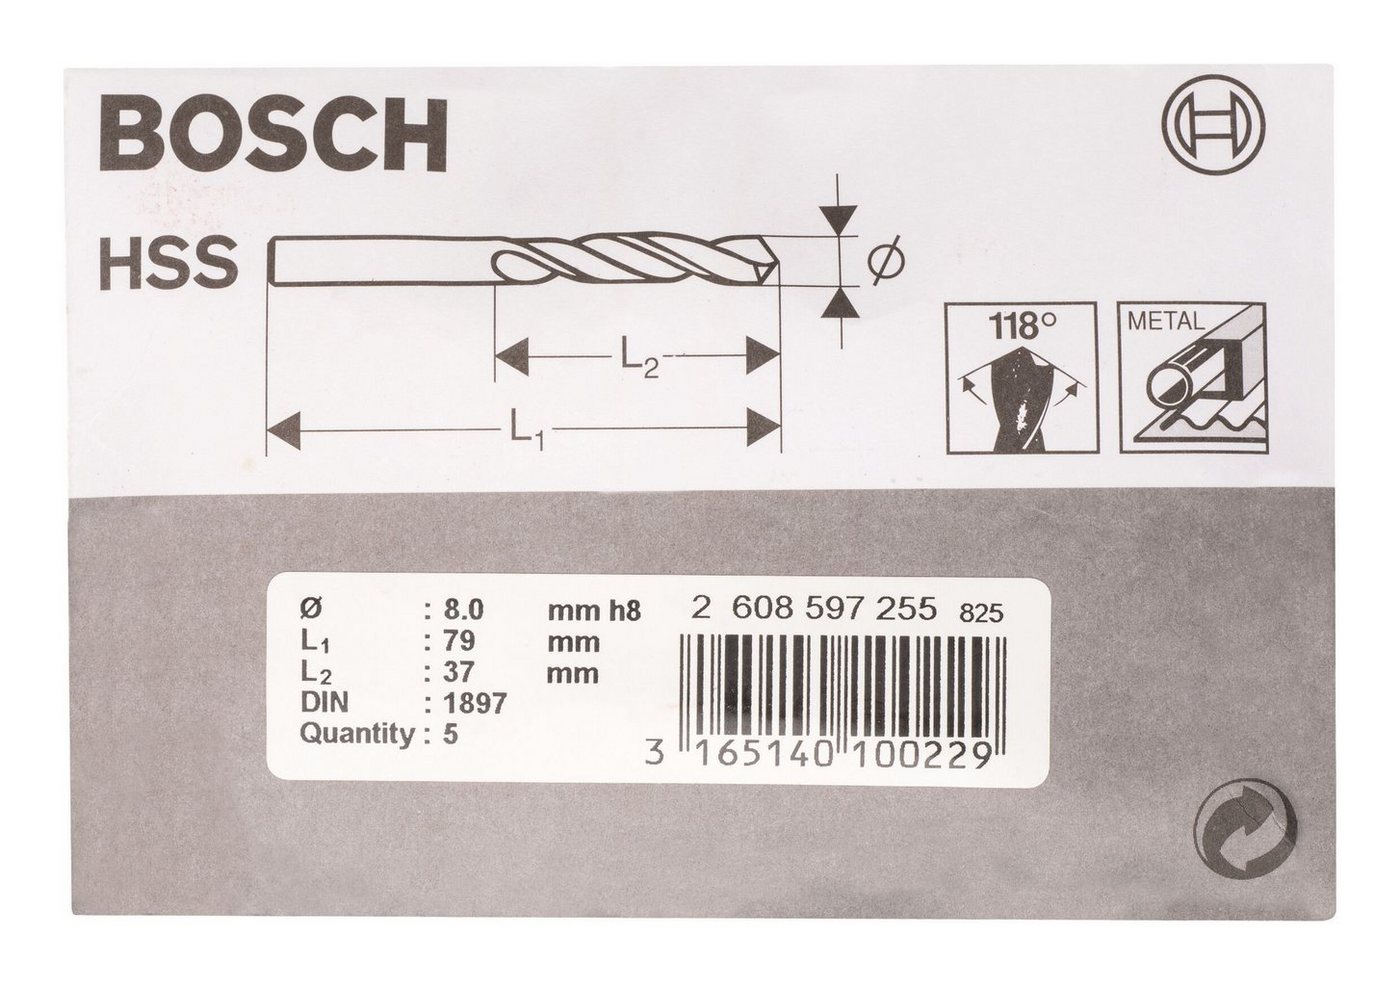 BOSCH
HSS
Ø
L2
L1
118°
METAL
Ø : 8.0 mm h8
L1 : 79 mm
L2 : 37 mm
DIN : 1897
Quantity : 5
2 608 597 255 825
3 165140 100229